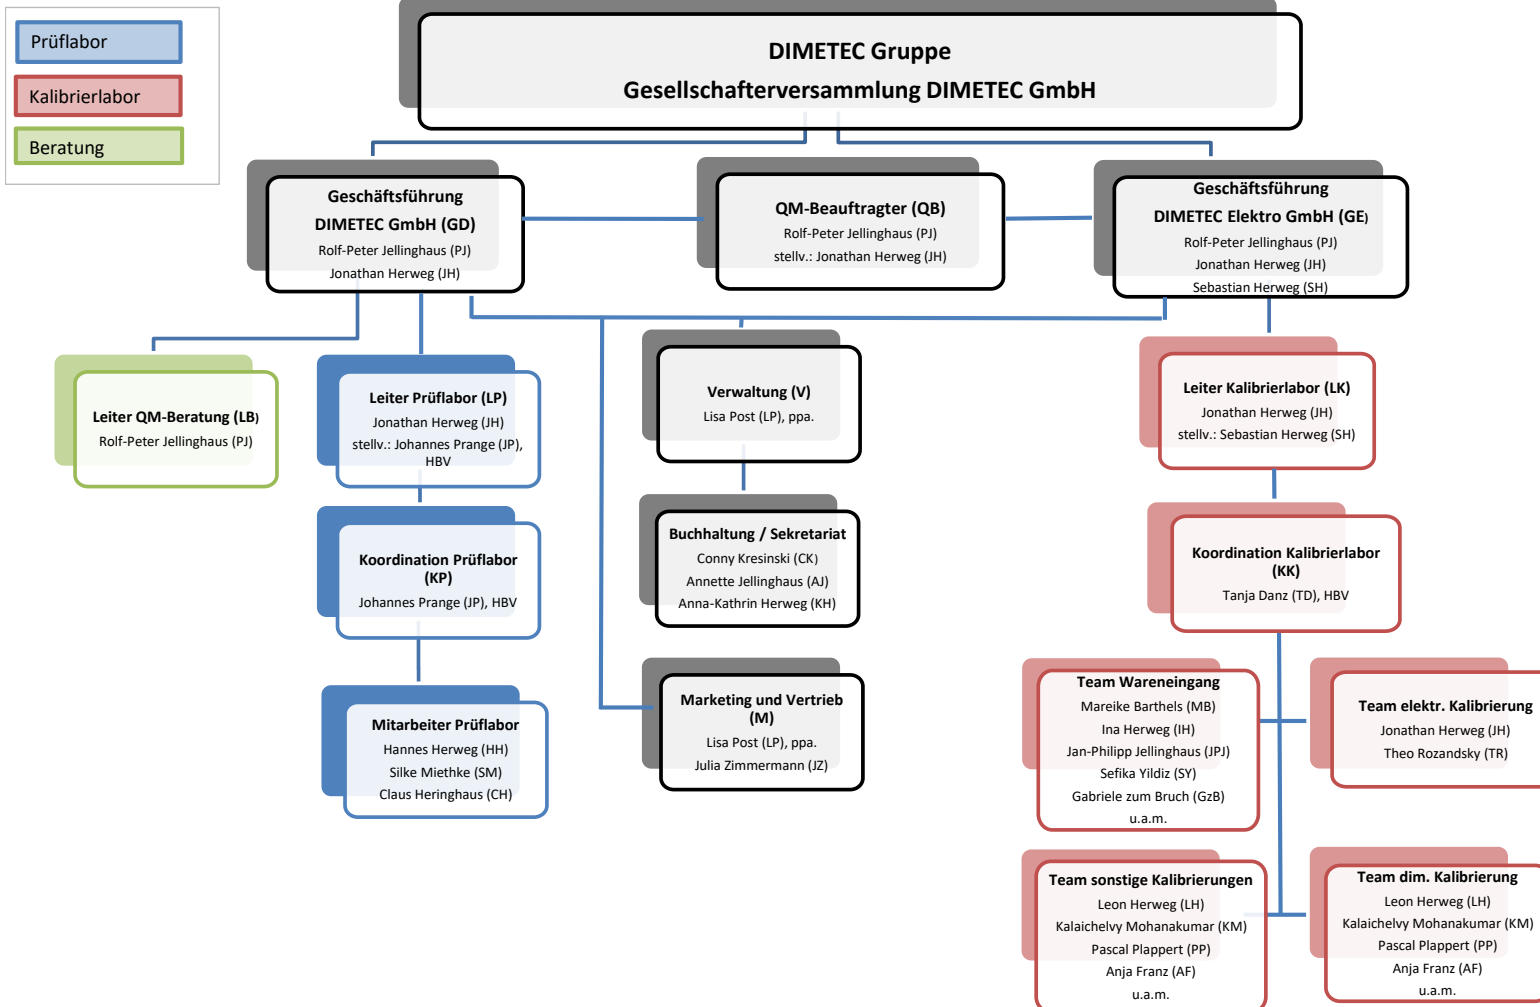 Prüflabor
Kalibrierlabor
Beratung
DIMETEC Gruppe
Gesellschafterversammlung DIMETEC GmbH
Geschäftsführung
DIMETEC GmbH (GD)
Rolf-Peter Jellinghaus (PJ)
Jonathan Herweg (JH)
QM-Beauftragter (QB)
Rolf-Peter Jellinghaus (PJ)
stellv.: Jonathan Herweg (JH)
Geschäftsführung
DIMETEC Elektro GmbH (GE)
Rolf-Peter Jellinghaus (PJ)
Jonathan Herweg (JH)
Sebastian Herweg (SH)
Leiter QM-Beratung (LB)
Rolf-Peter Jellinghaus (PJ)
Leiter Prüflabor (LP)
Jonathan Herweg (JH)
stellv.: Johannes Prange (JP),
HBV
Verwaltung (V)
Lisa Post (LP), ppa.
Leiter Kalibrierlabor (LK)
Jonathan Herweg (JH)
stellv.: Sebastian Herweg (SH)
Koordination Prüflabor
(KP)
Johannes Prange (JP), HBV
Buchhaltung / Sekretariat
Conny Kresinski (CK)
Annette Jellinghaus (AJ)
Anna-Kathrin Herweg (KH)
Koordination Kalibrierlabor
(KK)
Tanja Danz (TD), HBV
Mitarbeiter Prüflabor
Hannes Herweg (HH)
Silke Miethke (SM)
Claus Heringhaus (CH)
Marketing und Vertrieb
(M)
Lisa Post (LP), ppa.
Julia Zimmermann (JZ)
Team Wareneingang
Mareike Barthels (MB)
Ina Herweg (IH)
Jan-Philipp Jellinghaus (JPJ)
Sefika Yildiz (SY)
Gabriele zum Bruch (GzB)
u.a.m.
Team elektr. Kalibrierung
Jonathan Herweg (JH)
Theo Rozandsky (TR)
Team sonstige Kalibrierungen
Leon Herweg (LH)
Kalaichelvy Mohanakumar (KM)
Pascal Plappert (PP)
Anja Franz (AF)
u.a.m.
Team dim. Kalibrierung
Leon Herweg (LH)
Kalaichelvy Mohanakumar (KM)
Pascal Plappert (PP)
Anja Franz (AF)
u.a.m.